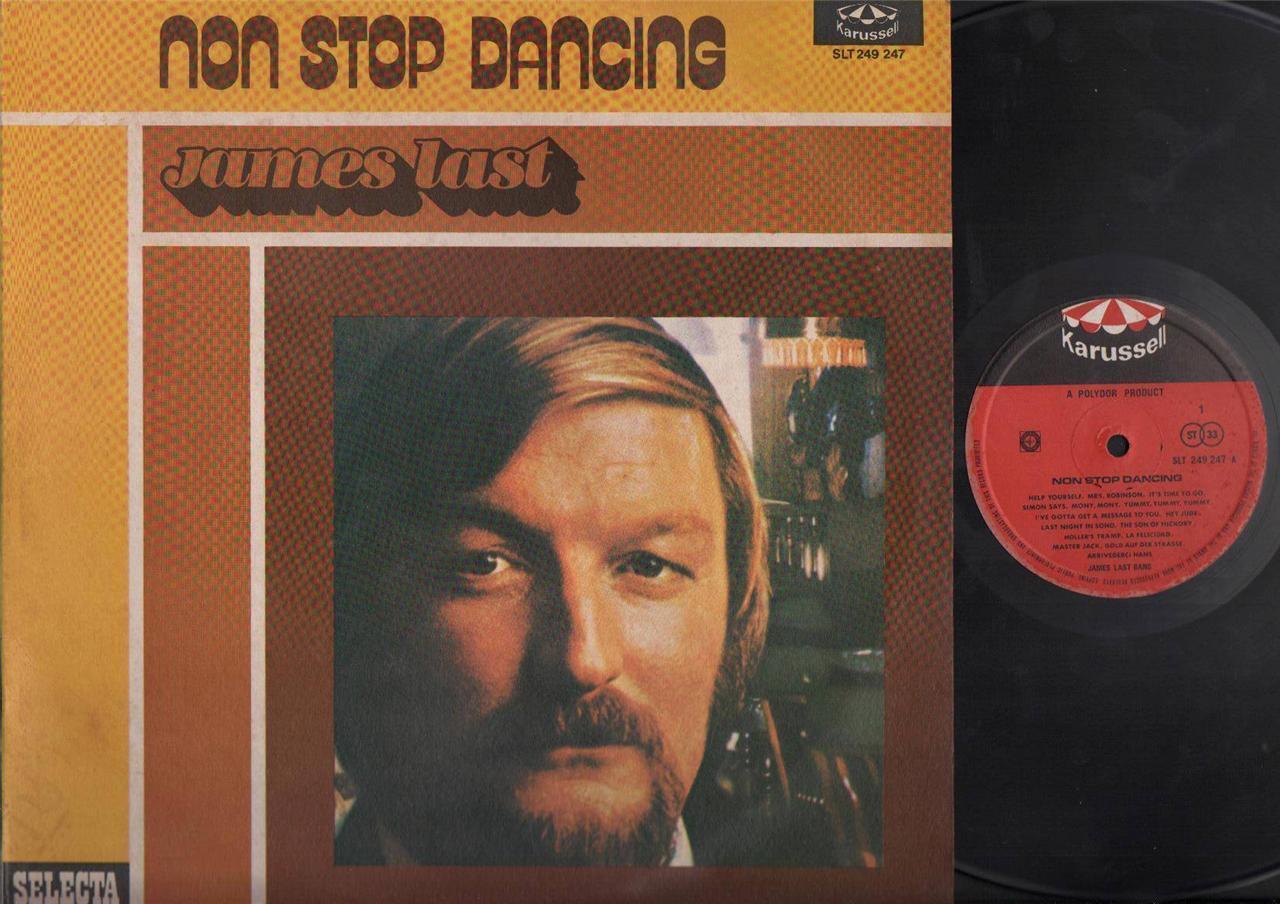 NON STOP DANCING
Karussell
SLT 249 247
james last
SELECTA
Karussell
A POLYDOR PRODUCT
1
ST 33
SLT 249 247 A
NON STOP DANCING
HELP YOURSELF. MRS. ROBINSON. IT'S TIME TO GO.
SIMON SAYS. MONY, MONY. YUMMY, YUMMY, YUMMY.
I'VE GOTTA GET A MESSAGE TO YOU. HEY JUDE.
LAST NIGHT IN SOHO. THE SON OF HICKORY
HOLLER'S TRAMP. LA FELICIDAD.
MASTER JACK. GOLD AUF DER STRASSE.
ARRIVEDERCI HANS
JAMES LAST BAND